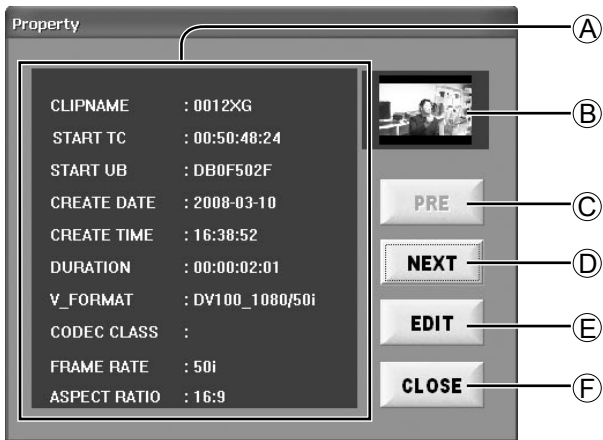 Property
A
CLIPNAME : 0012XG
B
START TC : 00:50:48:24
START UB : DB0F502F
CREATE DATE : 2008-03-10
PRE
C
CREATE TIME : 16:38:52
DURATION : 00:00:02:01
NEXT
D
V_FORMAT : DV100_1080/50i
CODEC CLASS :
EDIT
E
FRAME RATE : 50i
ASPECT RATIO : 16:9
CLOSE
F